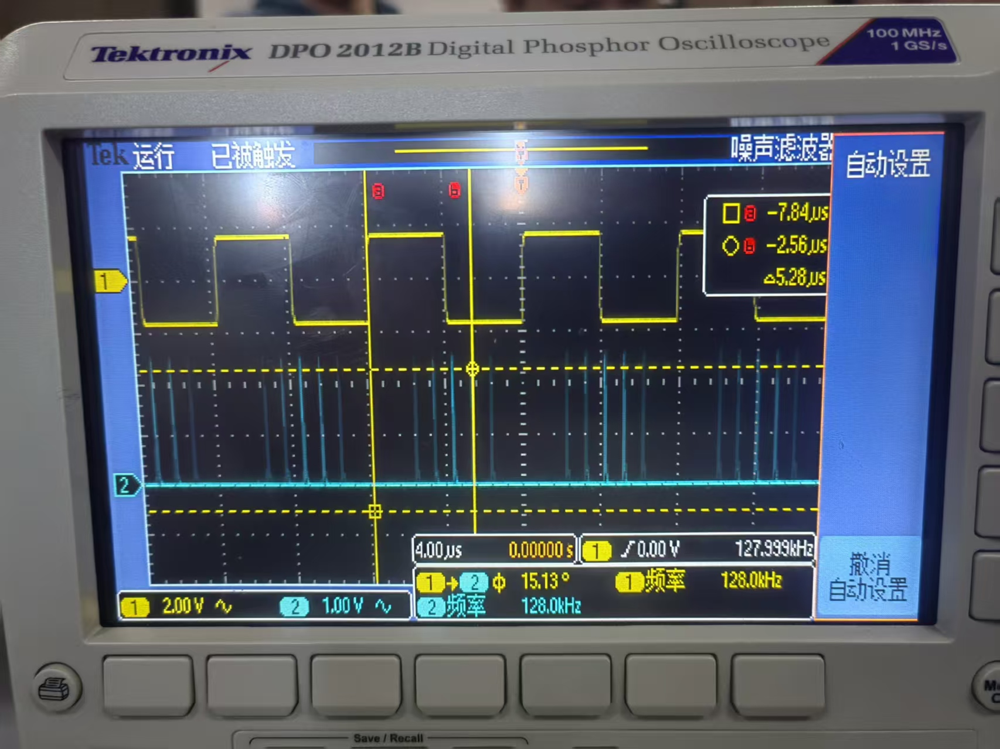 Tektronix DPO 2012B Digital Phosphor Oscilloscope
100 MHz
1 GS/s
Tek 运行 已被触发 噪声滤波器
自动设置
T
T
a b
a -7.84µs
b -2.56µs
△5.28µs
1
2
4.00µs 0.00000 s
1 0.00 V 127.999kHz
1 → 2 ϕ 15.13° 1 频率 128.0kHz
2 频率 128.0kHz
1 2.00 V 2 1.00 V
撤消
自动设置
Save / Recall